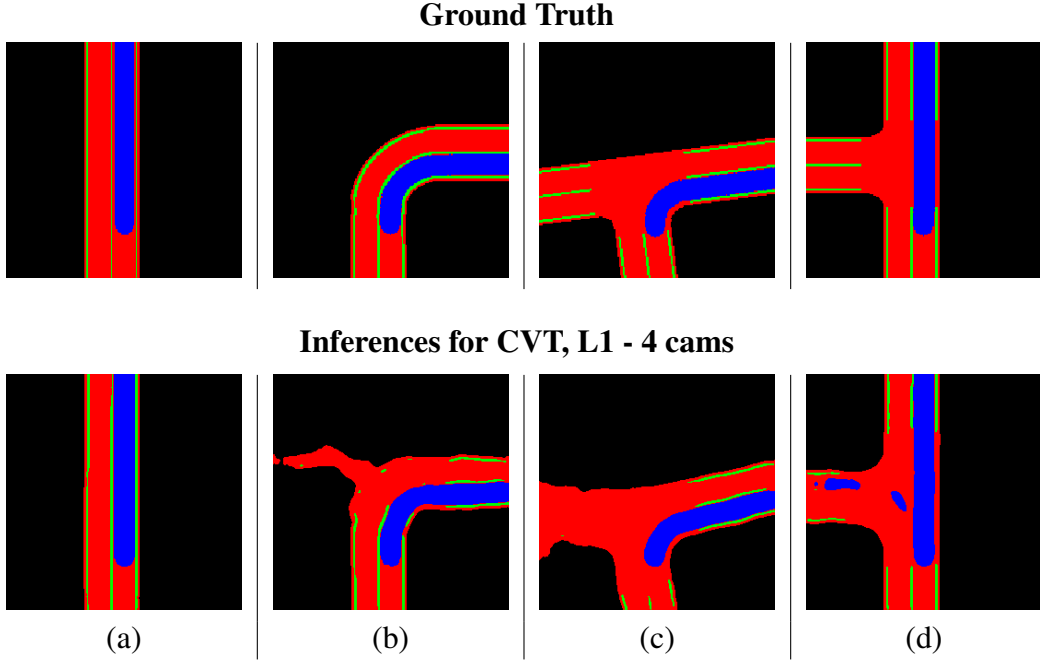 Ground Truth
Inferences for CVT, L1 - 4 cams
(a)
(b)
(c)
(d)